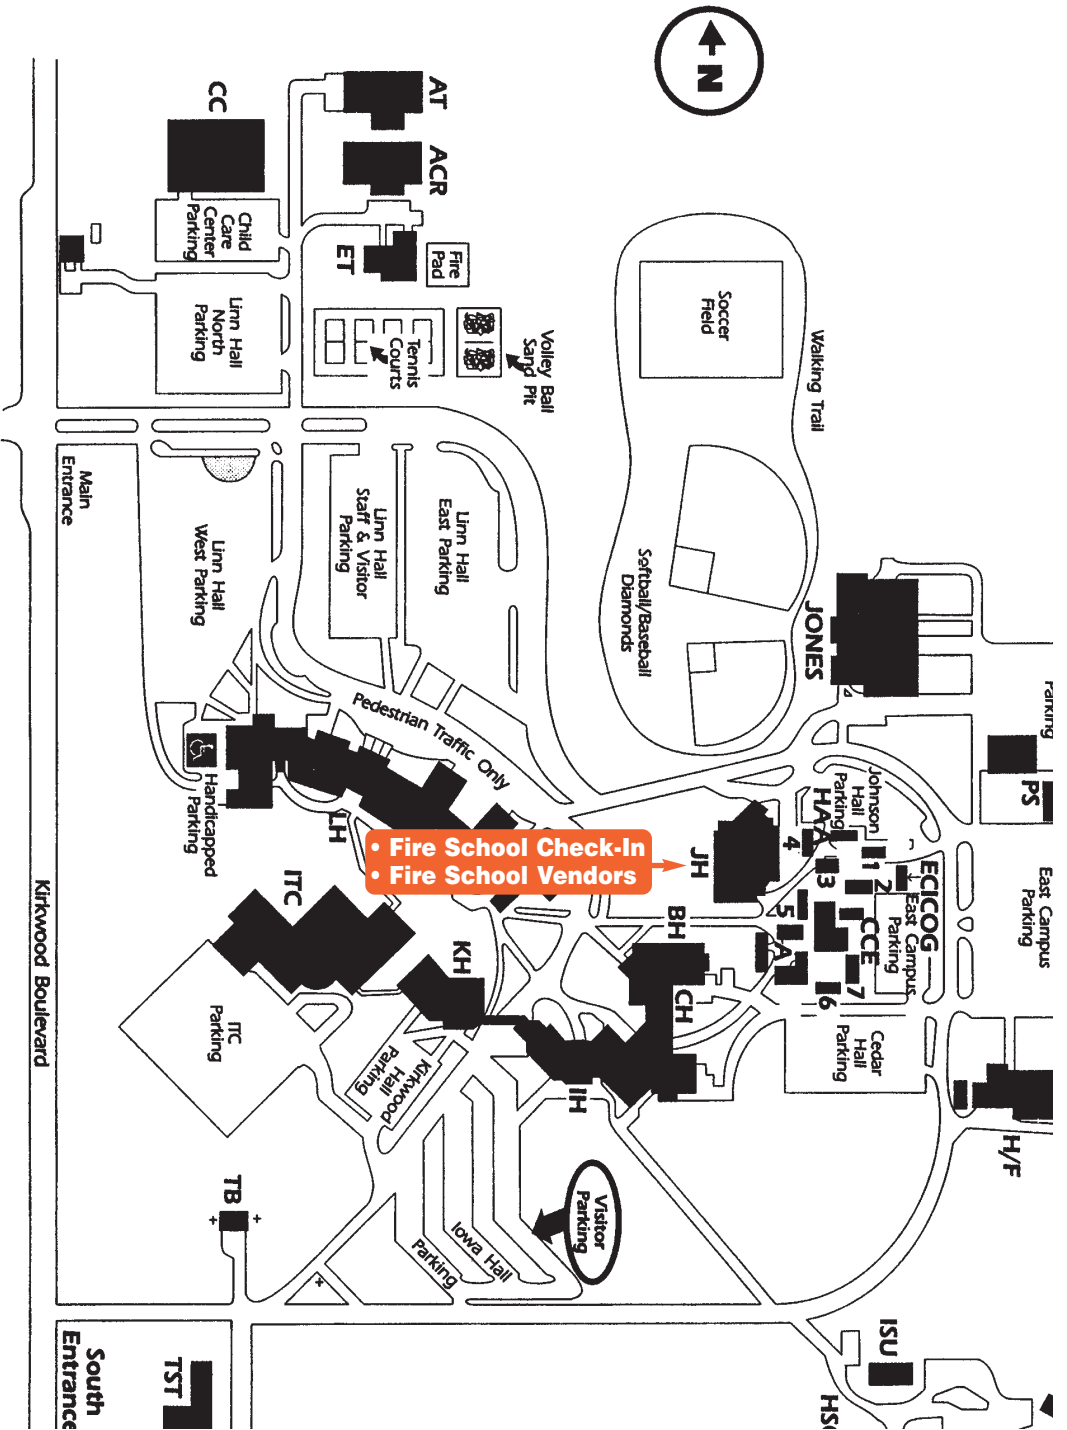 N
CC
AT
ACR
Child
Care
Center
Parking
ET
Fire
Pad
Linn Hall
North
Parking
Tennis
Courts
Volley Ball
Sand Pit
Soccer
Field
Walking Trail
Main
Entrance
Linn Hall
West Parking
Linn Hall
Staff & Visitor
Parking
Linn Hall
East Parking
Softball/Baseball
Diamonds
JONES
Parking
PS
Pedestrian Traffic Only
Handicapped
Parking
LH
• Fire School Check-In
• Fire School Vendors
JH
Johnson
Hall
Parking
HAA
4
1
3
2
ECICOG
East Campus
Parking
East Campus
Parking
5
CCE
A
7
6
BH
CH
ITC
KH
Kirkwood Boulevard
ITC
Parking
Kirkwood
Hall
Parking
IH
Cedar
Hall
Parking
H/F
TB
Visitor
Parking
Iowa Hall
Parking
ISU
South
Entrance
TST